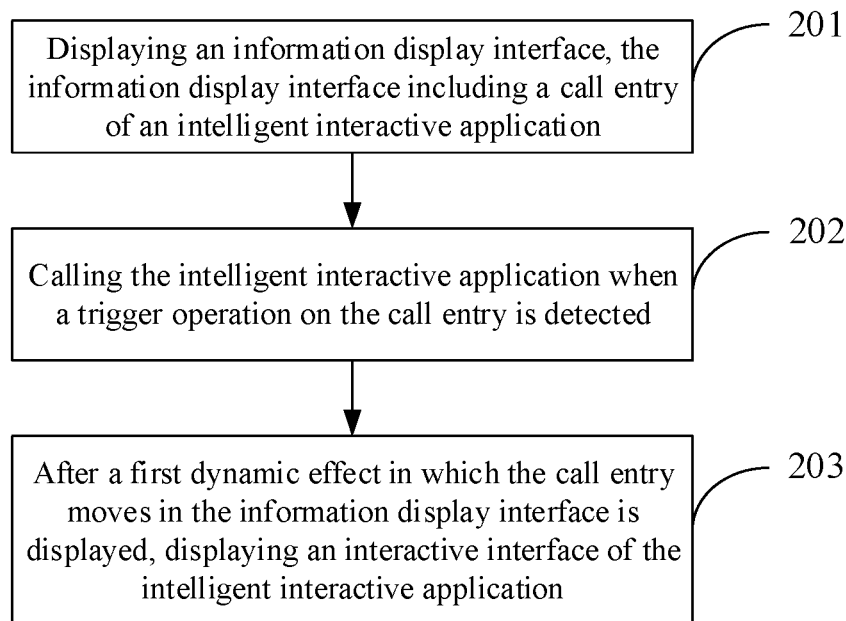 Displaying an information display interface, the
information display interface including a call entry
of an intelligent interactive application
201
Calling the intelligent interactive application when
a trigger operation on the call entry is detected
202
After a first dynamic effect in which the call entry
moves in the information display interface is
displayed, displaying an interactive interface of the
intelligent interactive application
203